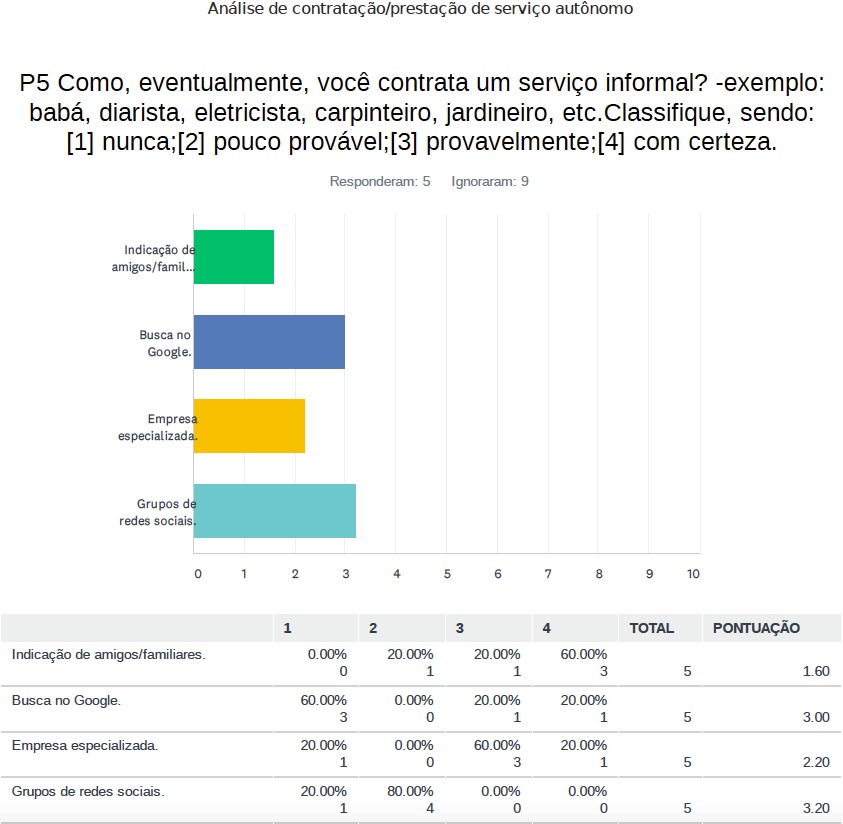 Análise de contratação/prestação de serviço autônomo
P5 Como, eventualmente, você contrata um serviço informal? -exemplo:
babá, diarista, eletricista, carpinteiro, jardineiro, etc.Classifique, sendo:
[1] nunca;[2] pouco provável;[3] provavelmente;[4] com certeza.
Responderam: 5 Ignoraram: 9
Indicação de
amigos/famil...
Busca no
Google.
Empresa
especializada.
Grupos de
redes sociais.
0 1 2 3 4 5 6 7 8 9 10
1 2 3 4 TOTAL PONTUAÇÃO
Indicação de amigos/familiares. 0.00% 20.00% 20.00% 60.00%
0 1 1 3 5 1.60
Busca no Google. 60.00% 0.00% 20.00% 20.00%
3 0 1 1 5 3.00
Empresa especializada. 20.00% 0.00% 60.00% 20.00%
1 0 3 1 5 2.20
Grupos de redes sociais. 20.00% 80.00% 0.00% 0.00%
1 4 0 0 5 3.20